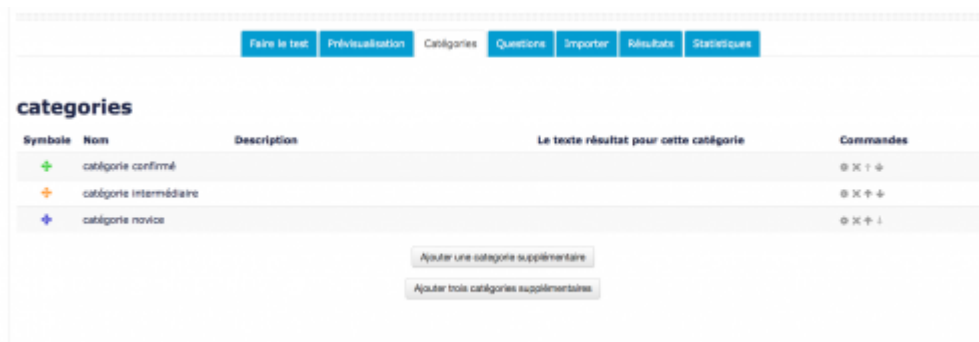 Faire le test Prévisualisation Catégories Questions Importer Résultats Statistiques
categories
Symbole Nom Description Le texte résultat pour cette catégorie Commandes
catégorie confirmé
catégorie intermédiaire
catégorie novice
Ajouter une categorie supplémentaire
Ajouter trois catégories supplémentaires